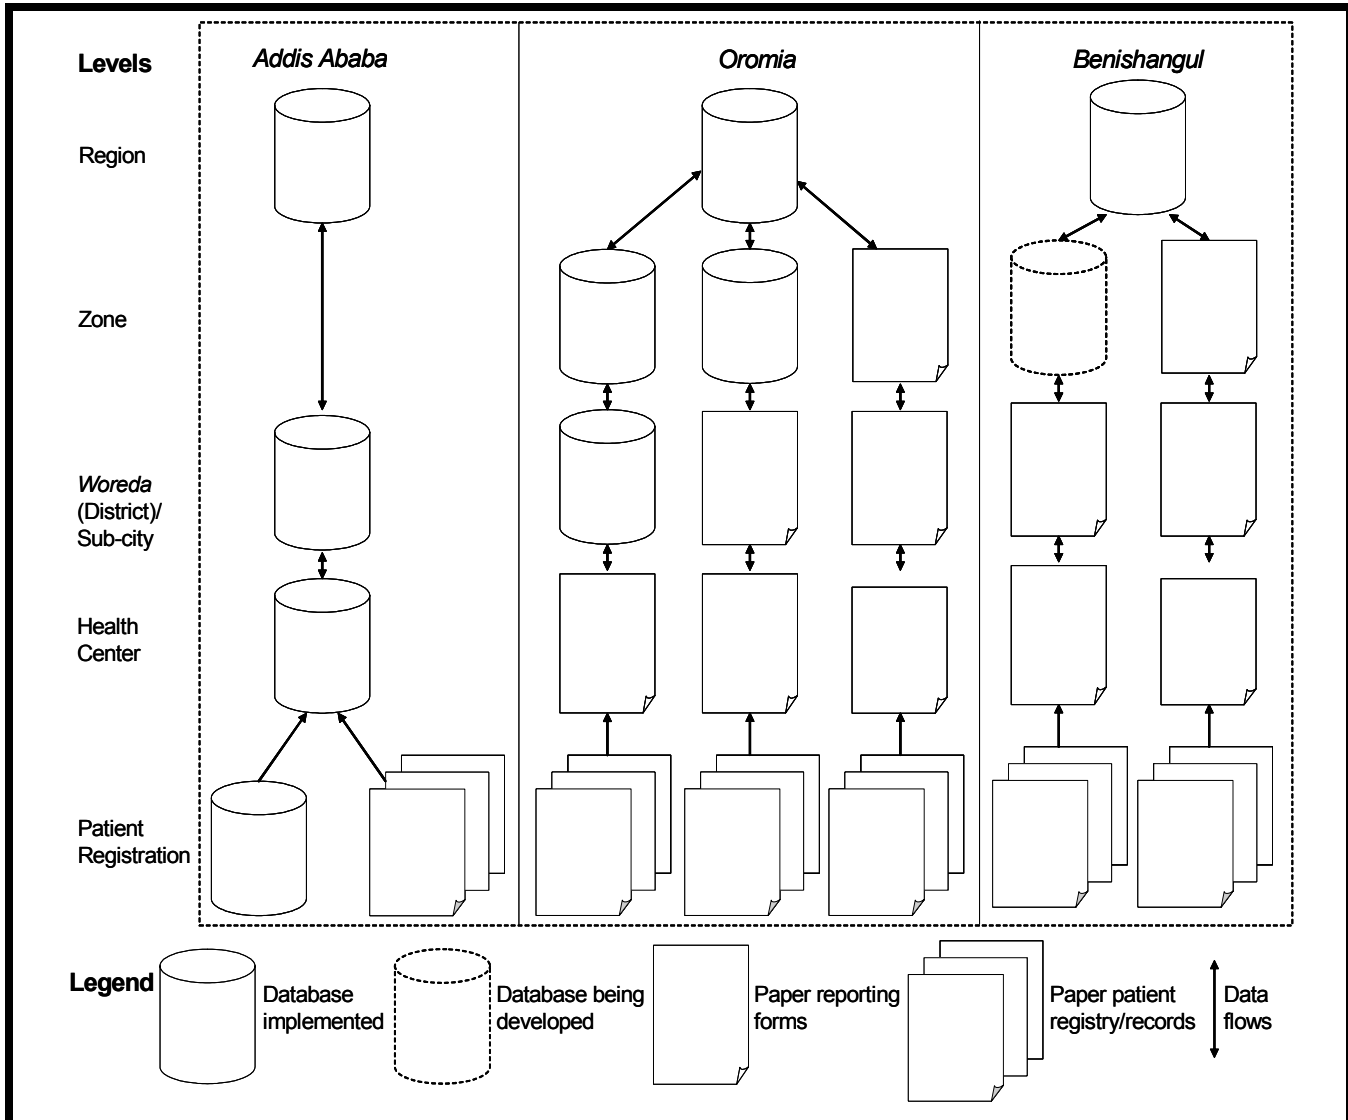 Levels
Addis Ababa
Oromia
Benishangul
Region
Zone
Woreda
(District)/
Sub-city
Health
Center
Patient
Registration
Legend
Database
implemented
Database being
developed
Paper reporting
forms
Paper patient
registry/records
Data
flows